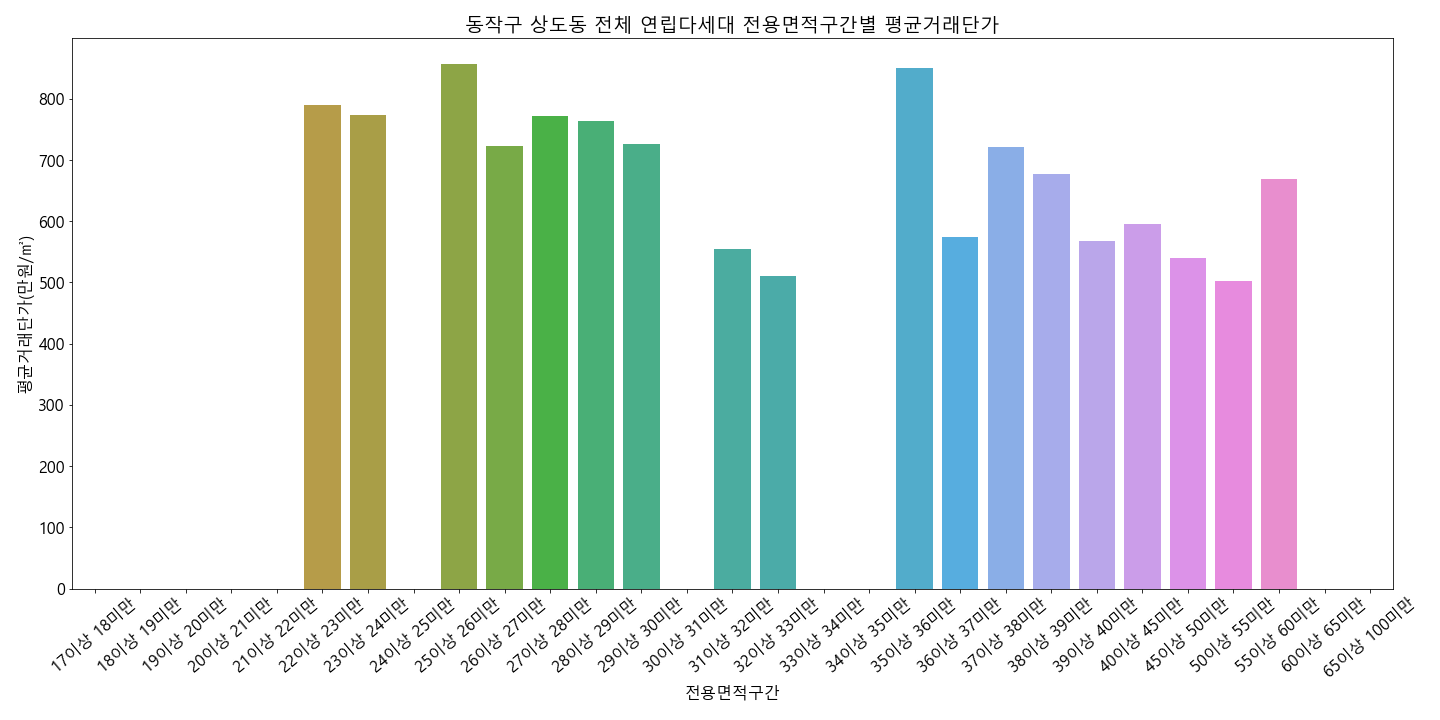 동작구 상도동 전체 연립다세대 전용면적구간별 평균거래단가
평균거래단가(만원/㎡)
800
700
600
500
400
300
200
100
0
17이상 18미만
18이상 19미만
19이상 20미만
20이상 21미만
21이상 22미만
22이상 23미만
23이상 24미만
24이상 25미만
25이상 26미만
26이상 27미만
27이상 28미만
28이상 29미만
29이상 30미만
30이상 31미만
31이상 32미만
32이상 33미만
33이상 34미만
34이상 35미만
35이상 36미만
36이상 37미만
37이상 38미만
38이상 39미만
39이상 40미만
40이상 45미만
45이상 50미만
50이상 55미만
55이상 60미만
60이상 65미만
65이상 100미만
전용면적구간